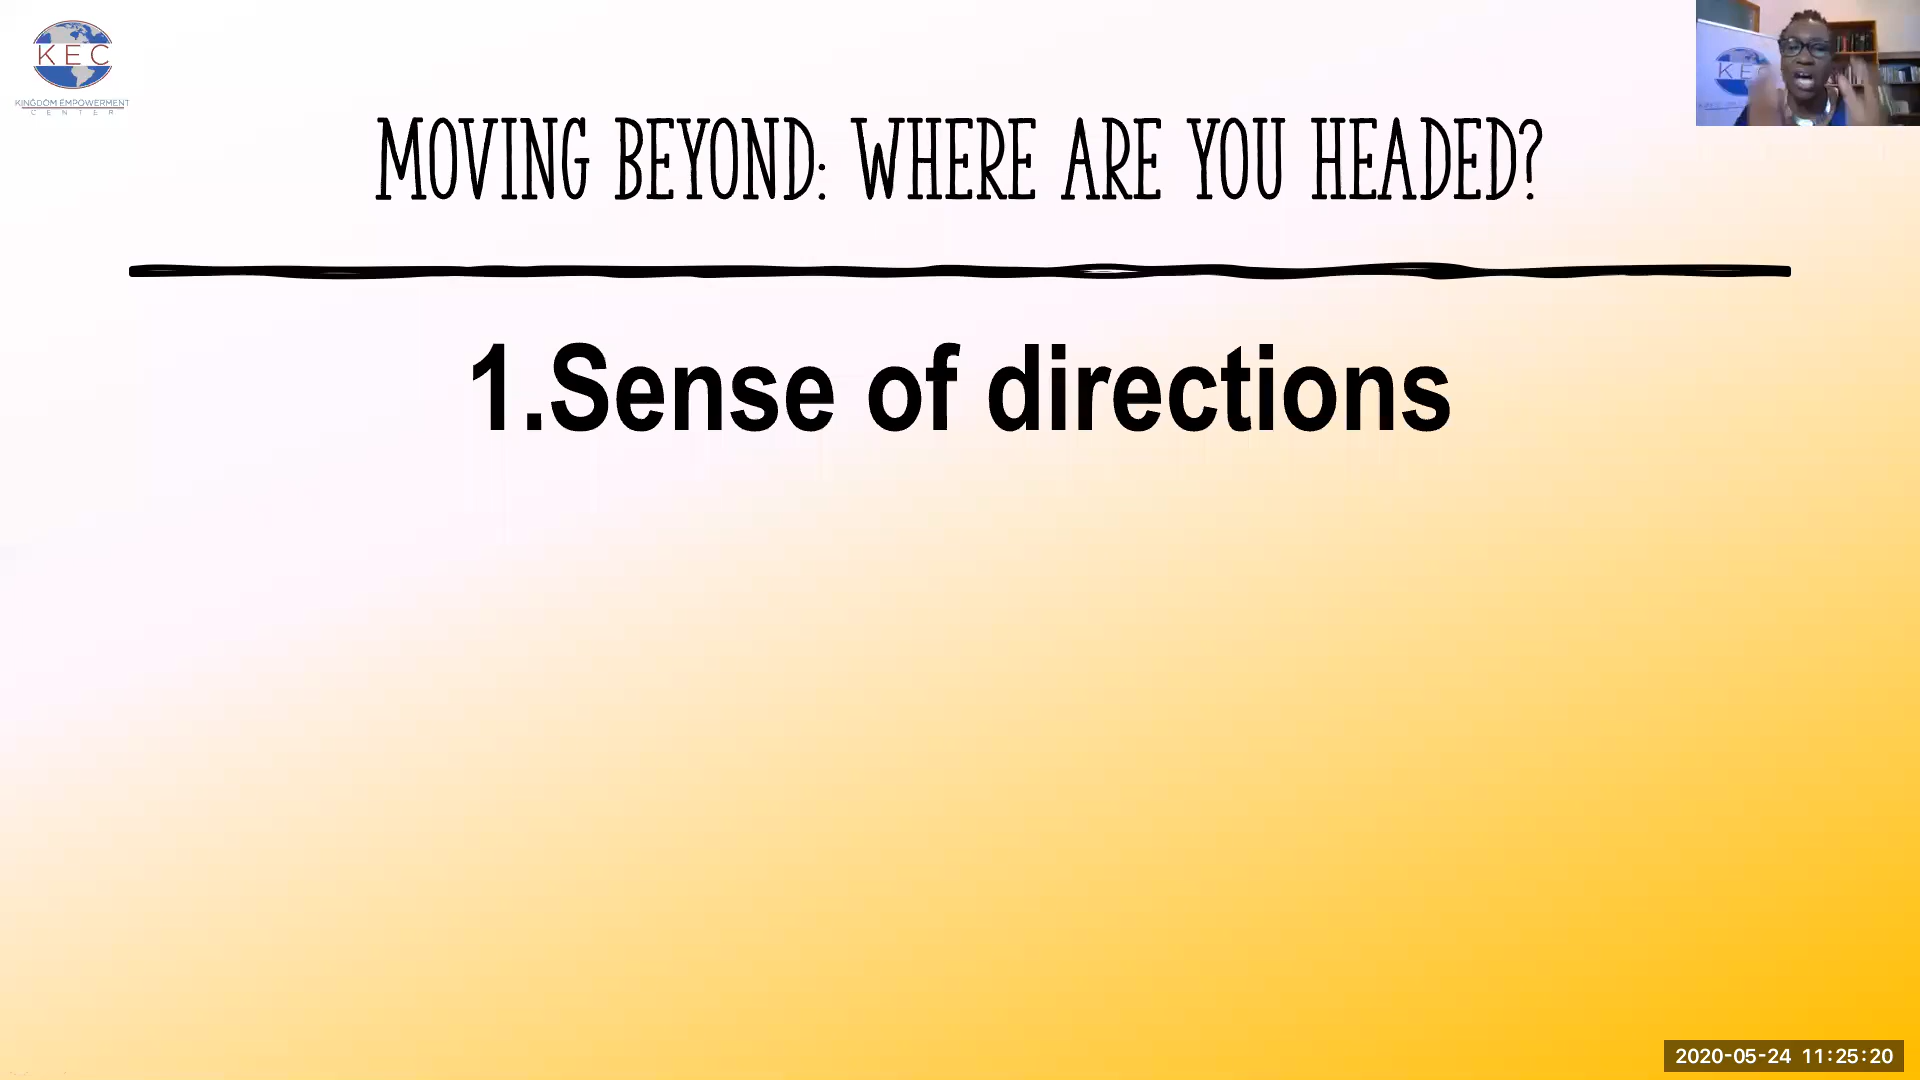 KEC
KINGDOM EMPOWERMENT
CENTER
MOVING BEYOND: WHERE ARE YOU HEADED?
1.Sense of directions
KEC
2020-05-24 11:25:20